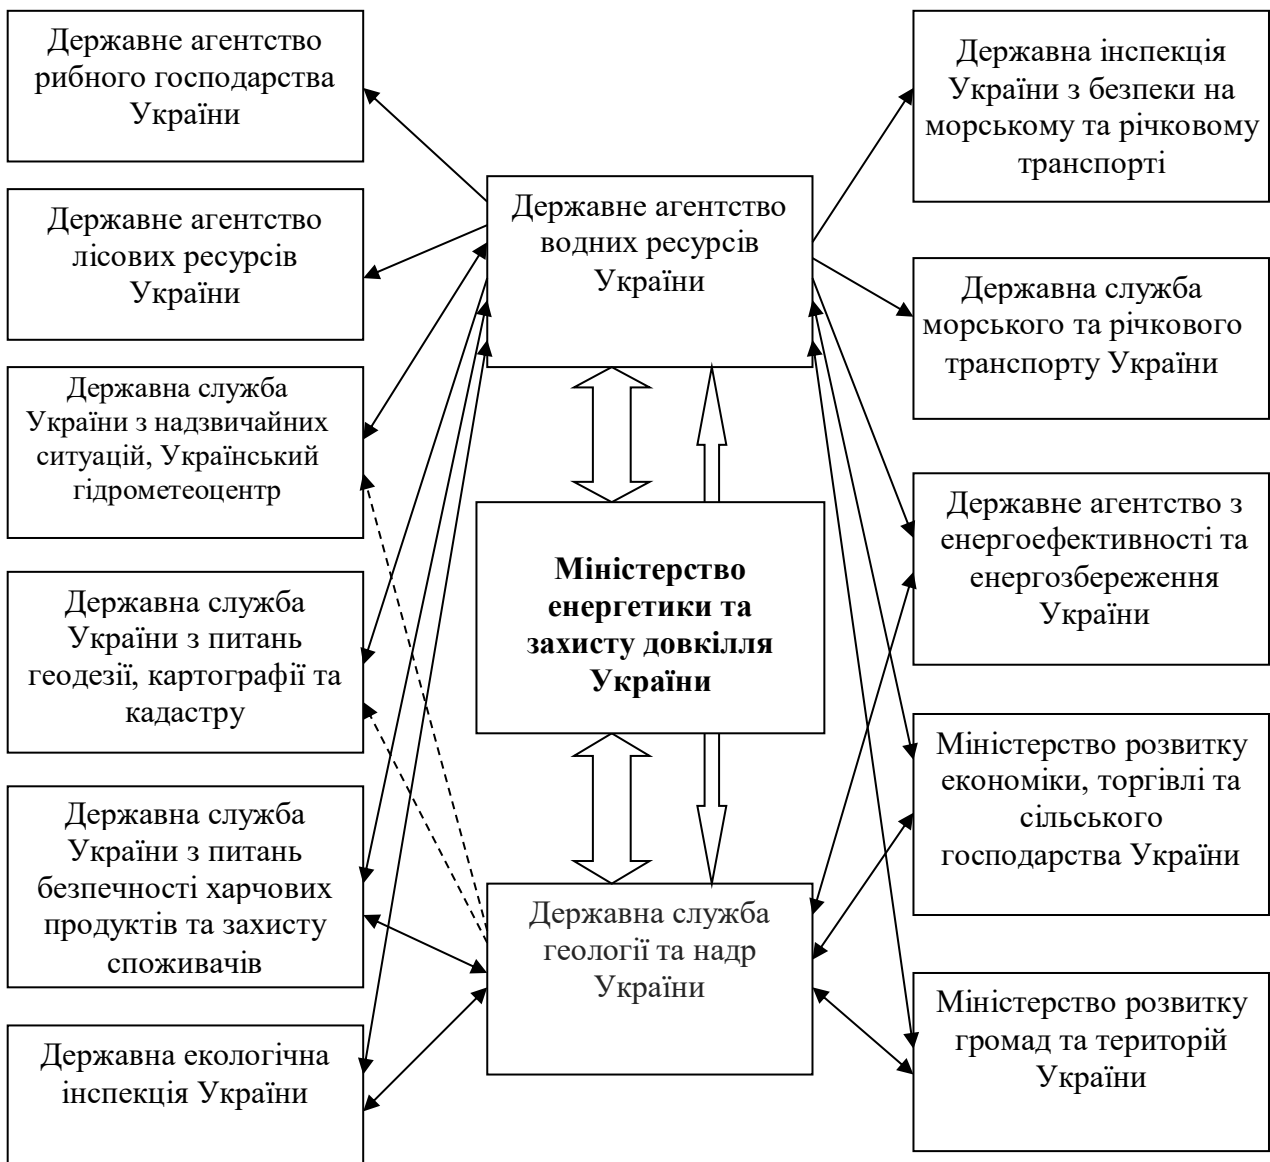 Державне агентство
рибного господарства
України
Державне агентство
лісових ресурсів
України
Державна служба
України з надзвичайних
ситуацій, Український
гідрометеоцентр
Державна служба
України з питань
геодезії, картографії та
кадастру
Державна служба
України з питань
безпечності харчових
продуктів та захисту
споживачів
Державна екологічна
інспекція України
Державне агентство
водних ресурсів
України
Міністерство
енергетики та
захисту довкілля
України
Державна служба
геології та надр
України
Державна інспекція
України з безпеки на
морському та річковому
транспорті
Державна служба
морського та річкового
транспорту України
Державне агентство з
енергоефективності та
енергозбереження
України
Міністерство розвитку
економіки, торгівлі та
сільського
господарства України
Міністерство розвитку
громад та територій
України